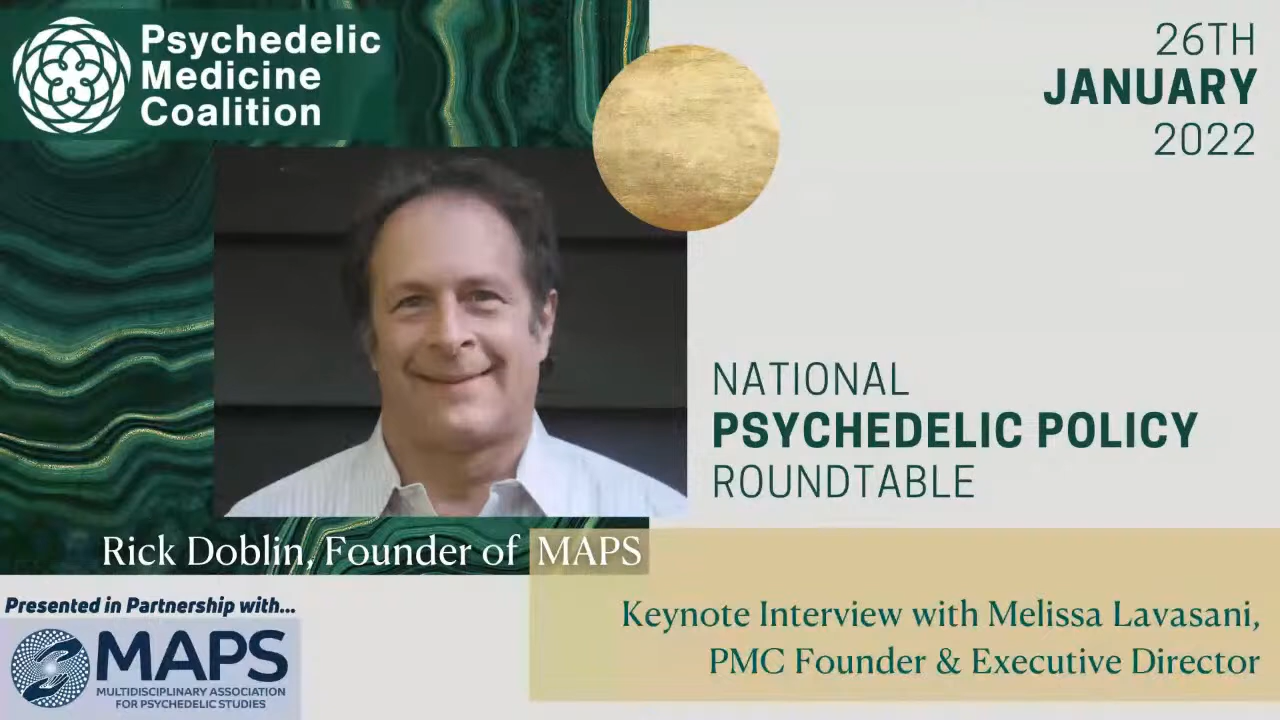 Psychedelic
Medicine
Coalition
26TH
JANUARY
2022
NATIONAL
PSYCHEDELIC POLICY
ROUNDTABLE
Rick Doblin, Founder of MAPS
Keynote Interview with Melissa Lavasani,
PMC Founder & Executive Director
Presented in Partnership with...
MAPS
MULTIDISCIPLINARY ASSOCIATION
FOR PSYCHEDELIC STUDIES